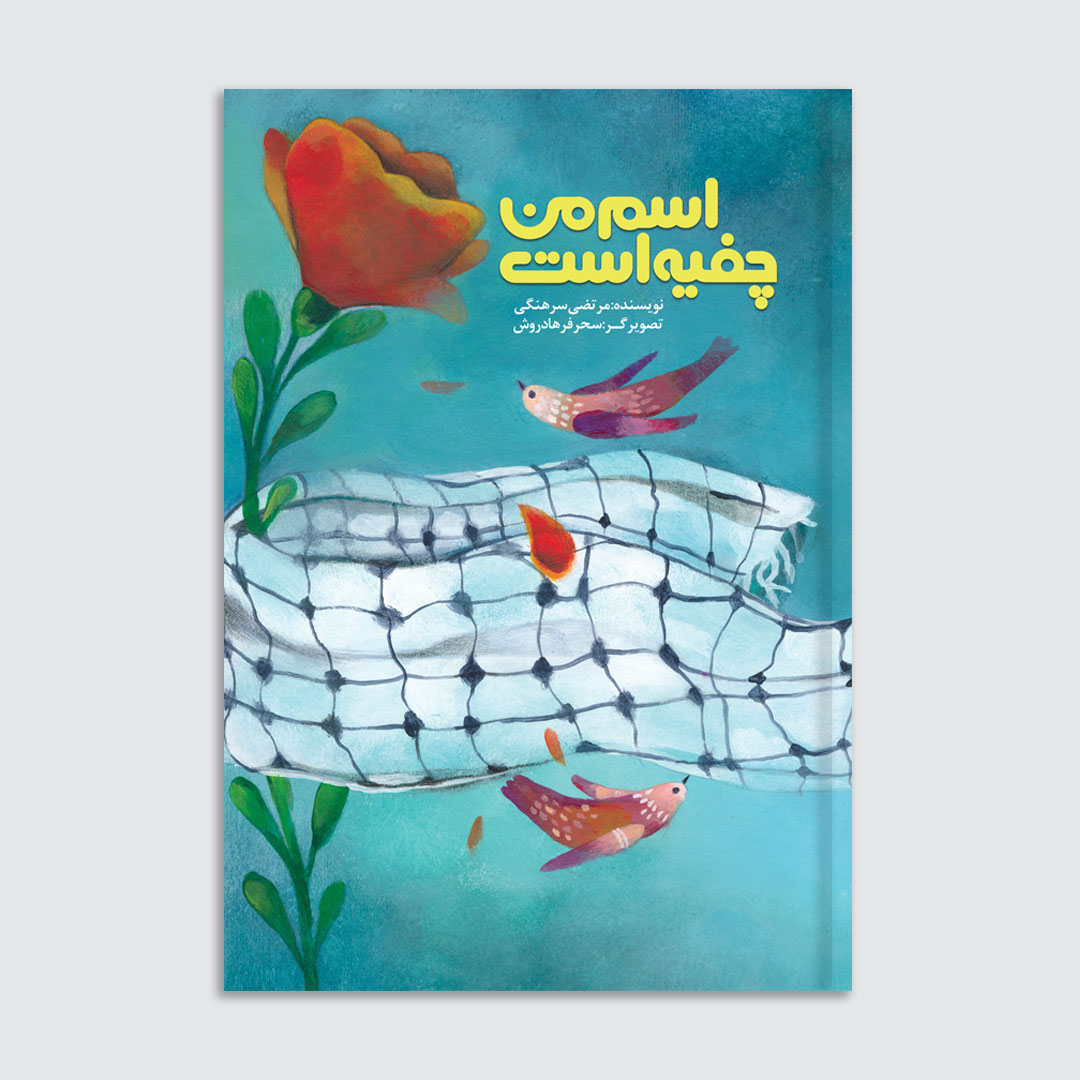 اسم من
چفیه است
نویسنده: مرتضی سرهنگی
تصویرگر: سحر فرهادروش